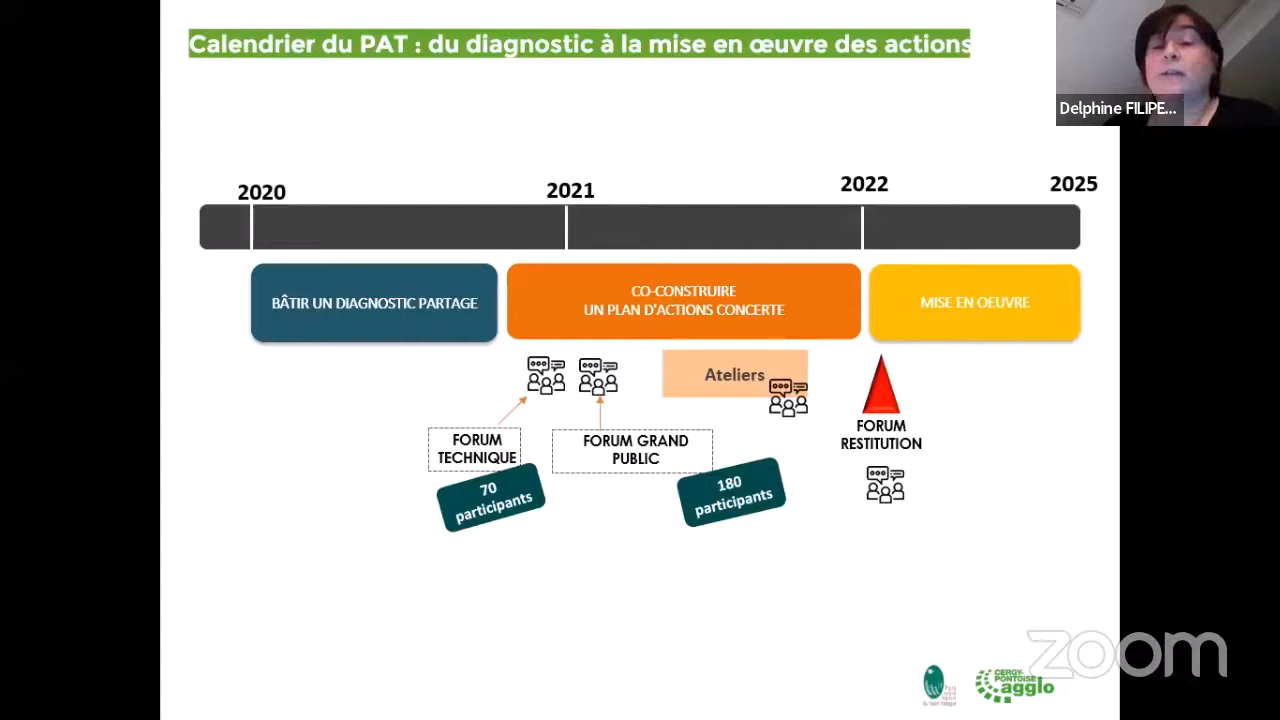 Calendrier du PAT : du diagnostic à la mise en œuvre des actions
Delphine FILIPE...
2020
2021
2022
2025
BÂTIR UN DIAGNOSTIC PARTAGE
CO-CONSTRUIRE
UN PLAN D'ACTIONS CONCERTE
MISE EN OEUVRE
Ateliers
FORUM
TECHNIQUE
FORUM GRAND
PUBLIC
FORUM
RESTITUTION
70
participants
180
participants
zoom
CERGY-
PONTOISE
agglo